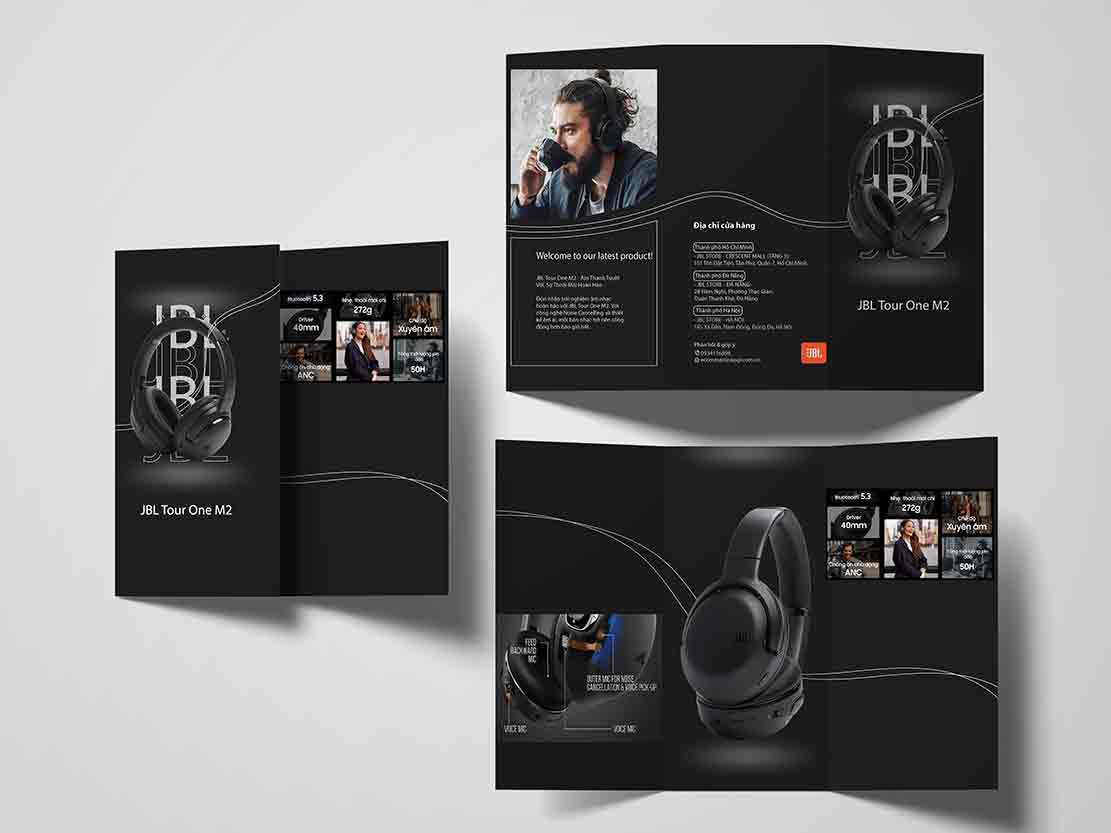 JBL
JBL
JBL
JBL
JBL Tour One M2
Bluetooth 5.3
Nhẹ, thoải mái chỉ
272g
Chế độ
Xuyên âm
Driver
40mm
Chống ồn chủ động
ANC
Tổng thời lượng pin
đến
50H
Welcome to our latest product!
JBL Tour One M2 - Âm Thanh Tuyệt
Vời, Sự Thoải Mái Hoàn Hảo
Đón nhận trải nghiệm âm nhạc
hoàn hảo với JBL Tour One M2. Với
công nghệ Noise Cancelling và thiết
kế êm ái, mỗi bản nhạc trở nên sống
động hơn bao giờ hết.
Địa chỉ cửa hàng
Thành phố Hồ Chí Minh
- JBL STORE - CRESCENT MALL (TẦNG 3):
101 Tôn Dật Tiên, Tân Phú, Quận 7, Hồ Chí Minh.
Thành phố Đà Nẵng
- JBL STORE - ĐÀ NẴNG:
28 Hàm Nghi, Phường Thạc Gián,
Quận Thanh Khê, Đà Nẵng
Thành phố Hà Nội
- JBL STORE - HÀ NỘI:
145 Xã Đàn, Nam Đồng, Đống Đa, Hà Nội
Phản hồi & góp ý
JBL
JBL
JBL
JBL
JBL
JBL Tour One M2
FEED
BACKWARD
MIC
OUTER MIC FOR NOISE
CANCELLATION & VOICE PICK-UP
VOICE MIC
VOICE MIC
JBL
Bluetooth 5.3
Nhẹ, thoải mái chỉ
272g
Chế độ
Xuyên âm
Driver
40mm
Chống ồn chủ động
ANC
Tổng thời lượng pin
đến
50H